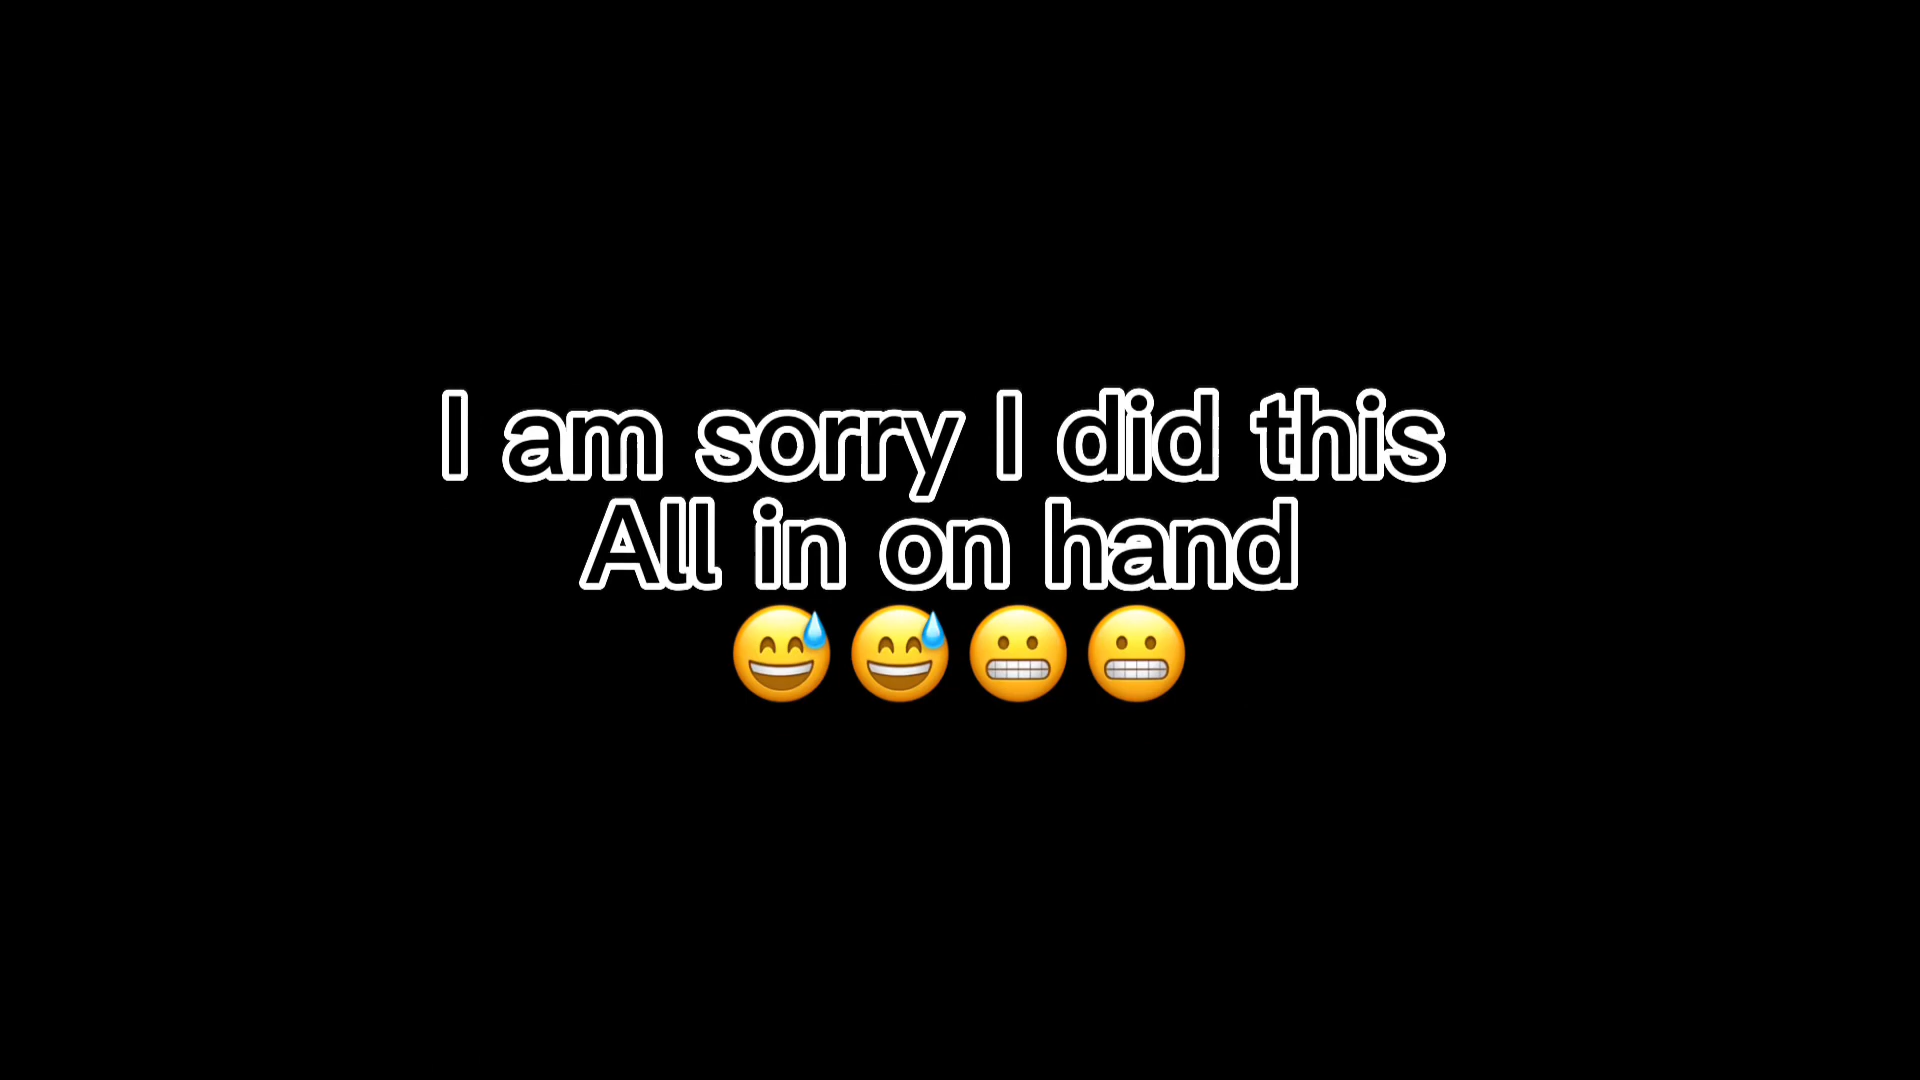 I am sorry I did this
All in on hand
😅😅😬😬